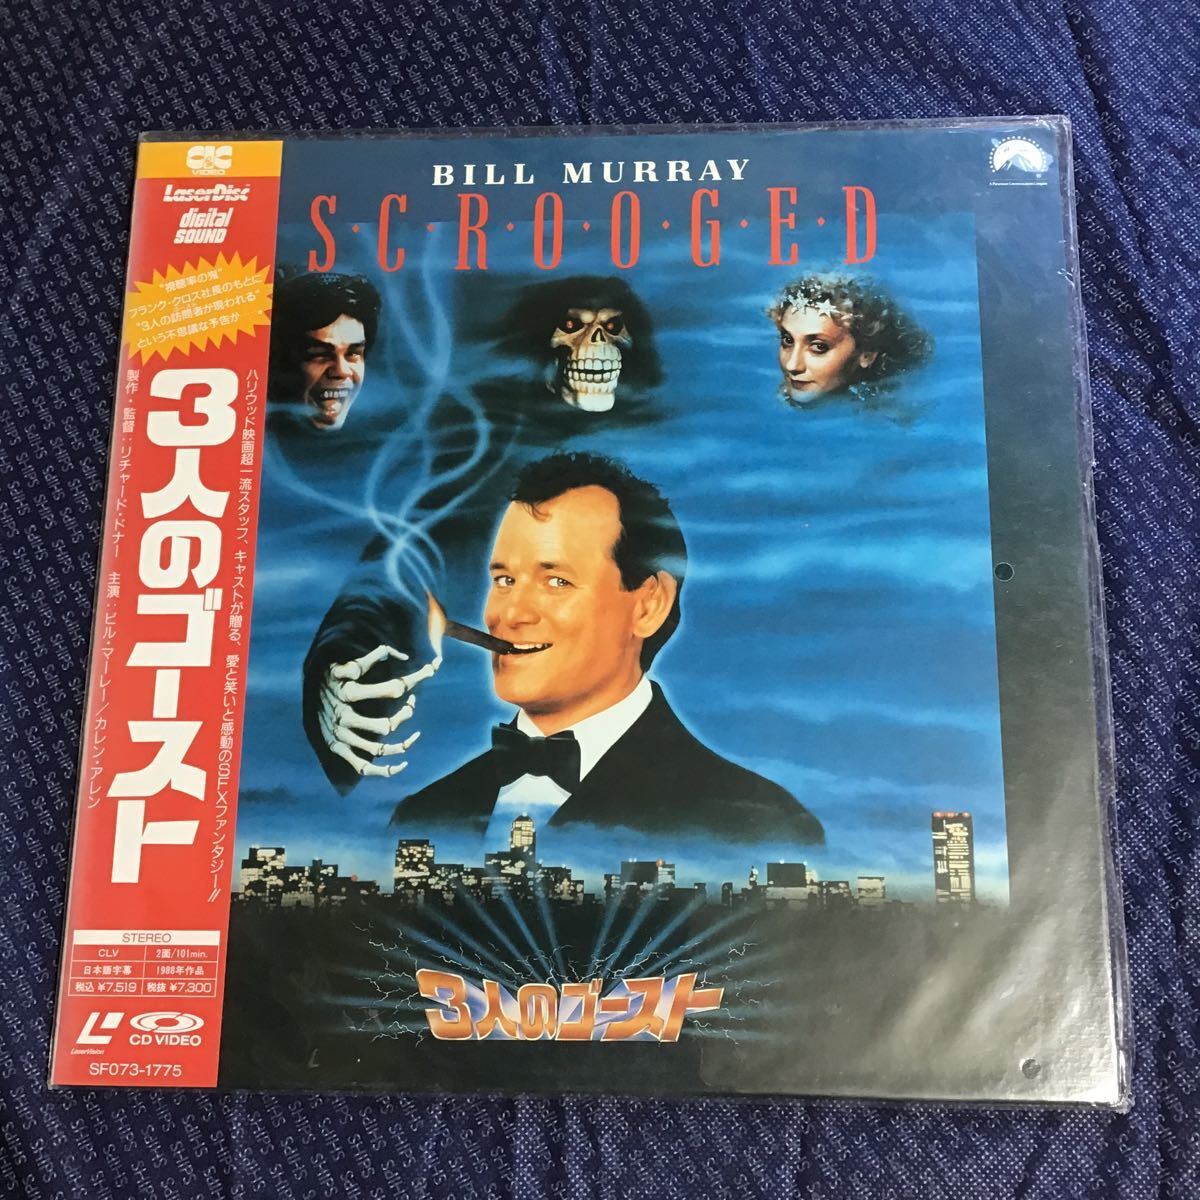 CIC
VIDEO
LaserDisc
digital
SOUND
"視聴率の鬼"
フランク・クロス社長のもとに
"3人の訪問者が現われる"
という不思議な予告が…
ハリウッド映画超一流スタッフ、キャストが贈る、愛と笑いと感動のSFXファンタジー!!
3人のゴースト
製作・監督:リチャード・ドナー 主演:ビル・マーレー/カレン・アレン
STEREO
CLV 2面/101min.
日本語字幕 1988年作品
税込 ¥7,519 税抜 ¥7,300
LaserVision
CD VIDEO
SF073-1775
BILL MURRAY
S·C·R·O·O·G·E·D
3人のゴースト
SHIPS